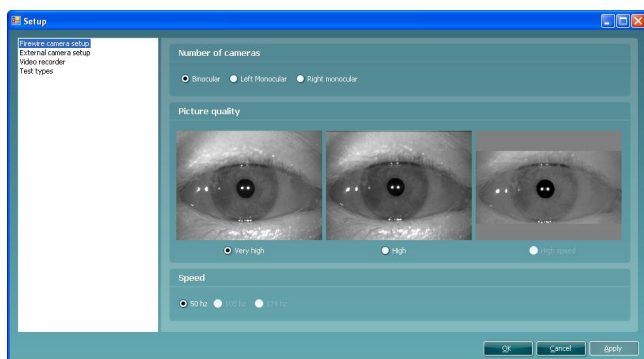 Setup
Firewire camera setup
External camera setup
Video recorder
Test types
Number of cameras
Binocular Left Monocular Right monocular
Picture quality
Very high High High speed
Speed
50 hz 105 hz 174 hz
OK Cancel Apply